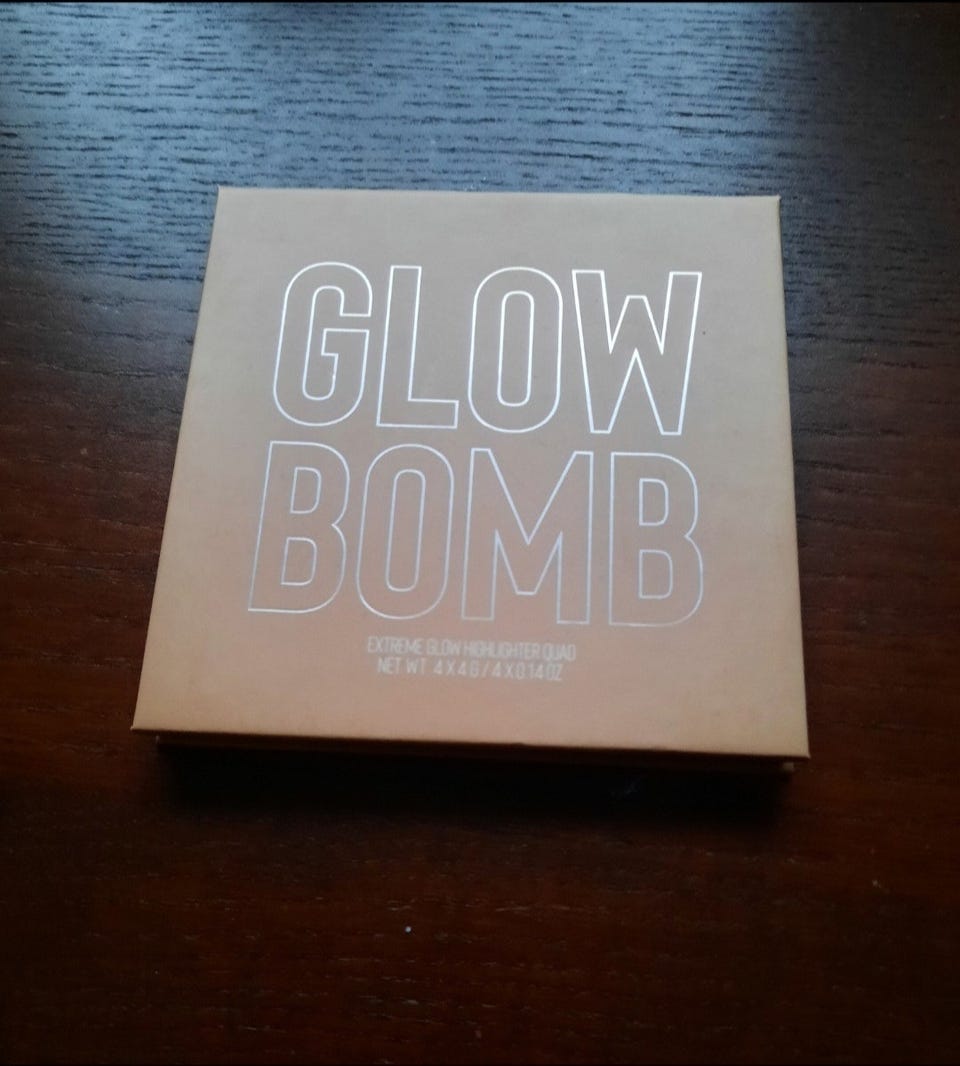 GLOW
BOMB
EXTREME GLOW HIGHLIGHTER QUAD
NET WT 4 X 4 G / 4 X 0.14 OZ